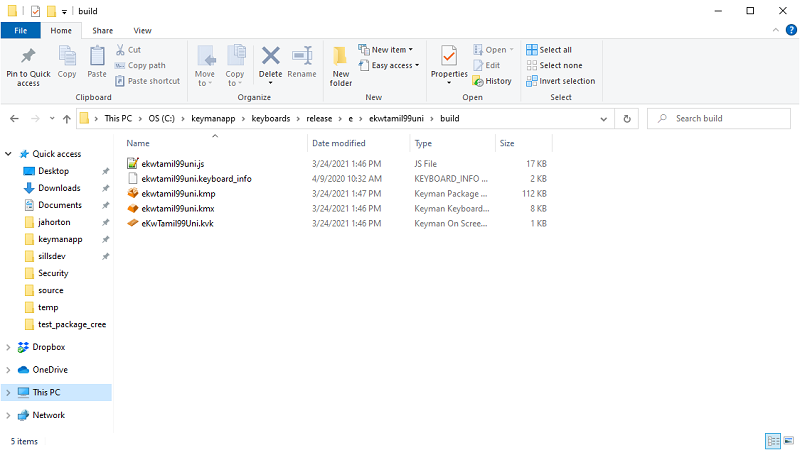 build
File Home Share View
Pin to Quick access
Copy
Paste
Cut
Copy path
Paste shortcut
Clipboard
Move to
Copy to
Delete
Rename
Organize
New folder
New item
Easy access
New
Properties
Open
Edit
History
Open
Select all
Select none
Invert selection
Select
This PC > OS (C:) > keymanapp > keyboards > release > e > ekwtamil99uni > build
Search build
Name Date modified Type Size
ekwtamil99uni.js 3/24/2021 1:46 PM JS File 17 KB
ekwtamil99uni.keyboard_info 4/9/2020 10:32 AM KEYBOARD_INFO ... 2 KB
ekwtamil99uni.kmp 3/24/2021 1:47 PM Keyman Package ... 112 KB
ekwtamil99uni.kmx 3/24/2021 1:46 PM Keyman Keyboard... 8 KB
eKwTamil99Uni.kvk 3/24/2021 1:46 PM Keyman On Scree... 1 KB
Quick access
Desktop
Downloads
Documents
jahorton
keymanapp
sillsdev
Security
source
temp
test_package_cree
Dropbox
OneDrive
This PC
Network
5 items